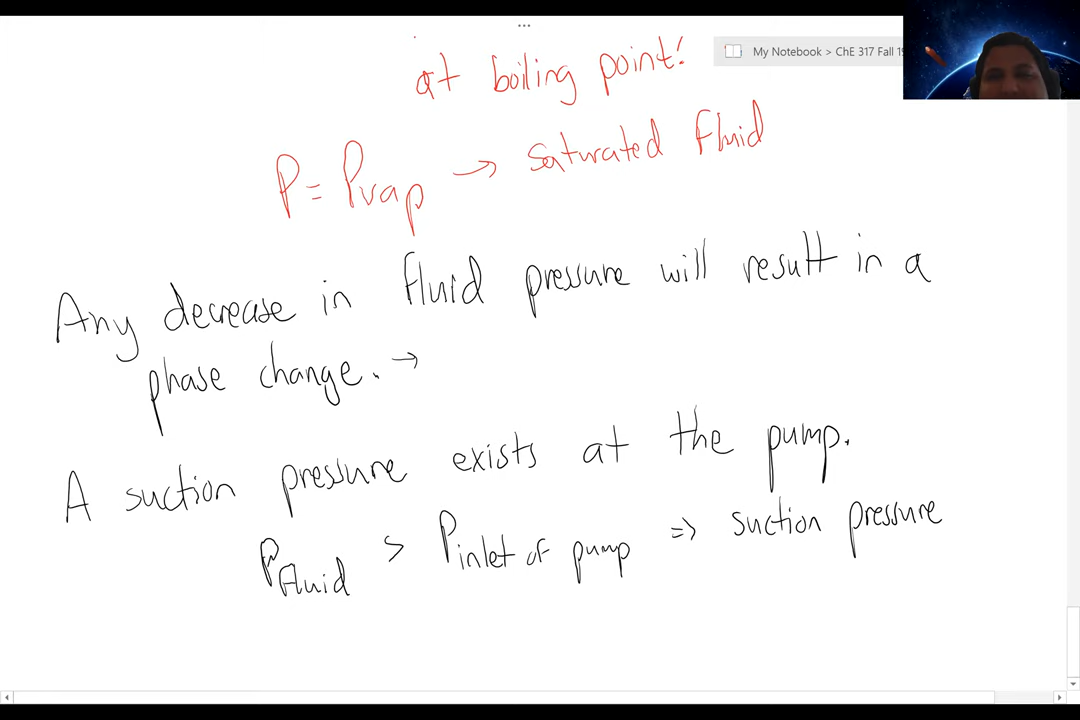 at boiling point!
My Notebook > ChE 317 Fall 19
P = Pvap → Saturated Fluid
Any decrease in fluid pressure will result in a
phase change. →
A suction pressure exists at the pump.
Pfluid > Pinlet of pump ⇒ suction pressure